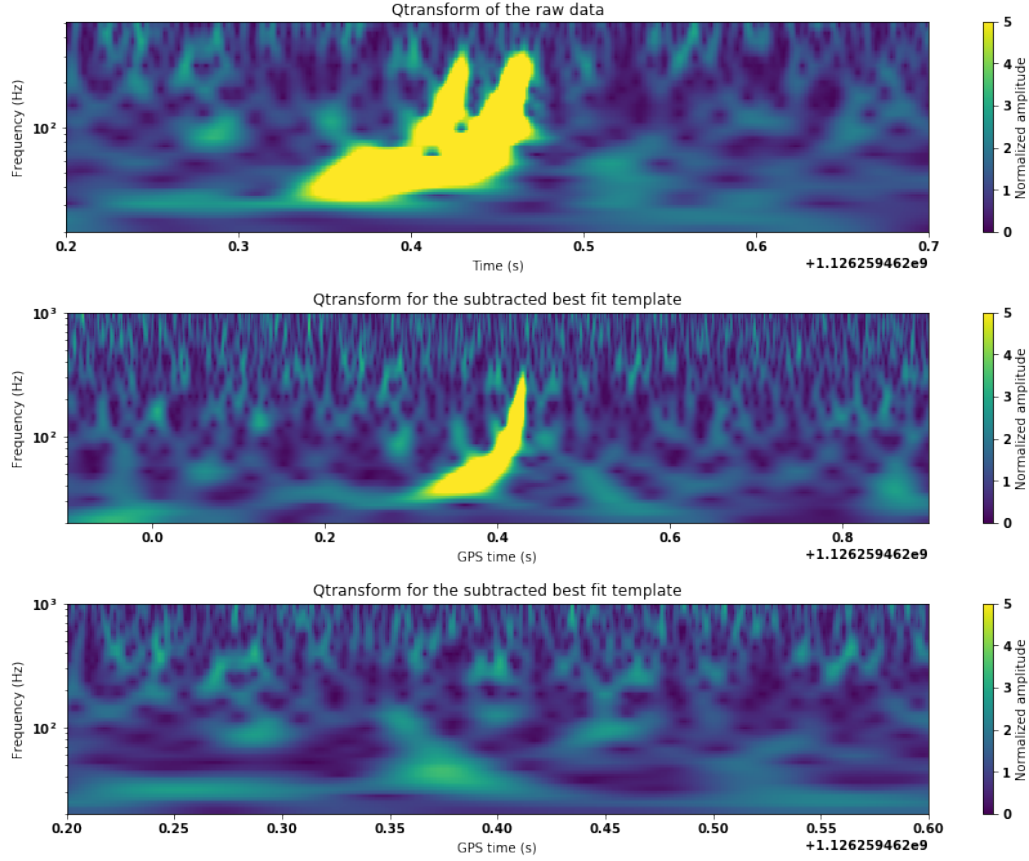 Qtransform of the raw data
Frequency (Hz)
10²
0.2 0.3 0.4 0.5 0.6 0.7
Time (s)
+1.126259462e9
5
4
3
2
1
0
Normalized amplitude
Qtransform for the subtracted best fit template
Frequency (Hz)
10³
10²
0.0 0.2 0.4 0.6 0.8
GPS time (s)
+1.126259462e9
5
4
3
2
1
0
Normalized amplitude
Qtransform for the subtracted best fit template
Frequency (Hz)
10³
10²
0.20 0.25 0.30 0.35 0.40 0.45 0.50 0.55 0.60
GPS time (s)
+1.126259462e9
5
4
3
2
1
0
Normalized amplitude